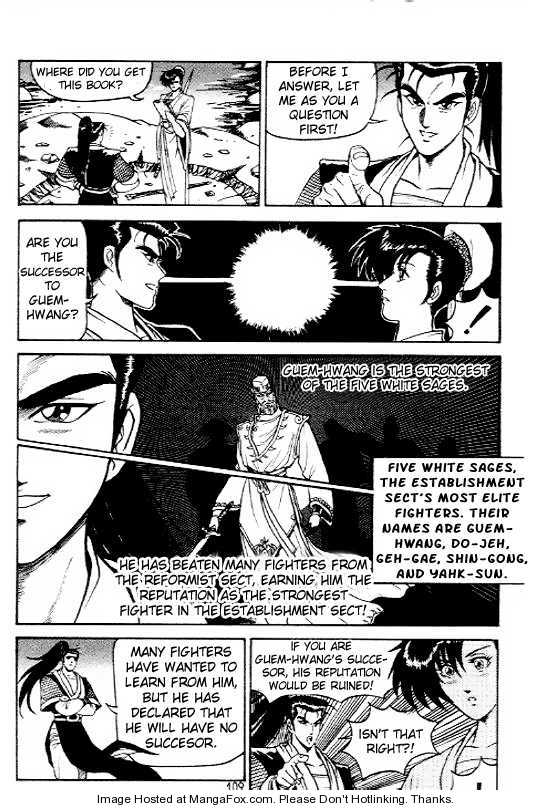 WHERE DID YOU GET
THIS BOOK?
BEFORE I
ANSWER, LET
ME AS YOU A
QUESTION
FIRST!
ARE YOU
THE
SUCCESSOR
TO
GUEM-
HWANG?
!
GUEM-HWANG IS THE STRONGEST
OF THE FIVE WHITE SAGES.
FIVE WHITE SAGES,
THE ESTABLISHMENT
SECT'S MOST ELITE
FIGHTERS. THEIR
NAMES ARE GUEM-
HWANG, DO-JEH,
GEH-GAE, SHIN-GONG,
AND YAHK-SUN.
HE HAS BEATEN MANY FIGHTERS FROM
THE REFORMIST SECT, EARNING HIM THE
REPUTATION AS THE STRONGEST
FIGHTER IN THE ESTABLISHMENT SECT!
MANY FIGHTERS
HAVE WANTED TO
LEARN FROM HIM,
BUT HE HAS
DECLARED THAT
HE WILL HAVE NO
SUCCESOR.
IF YOU ARE
GUEM-HWANG'S SUCCE-
SOR, HIS REPUTATION
WOULD BE RUINED!
ISN'T THAT
RIGHT?!
!
109
Image Hosted at MangaFox.com. Please Don't Hotlinking. Thanks.